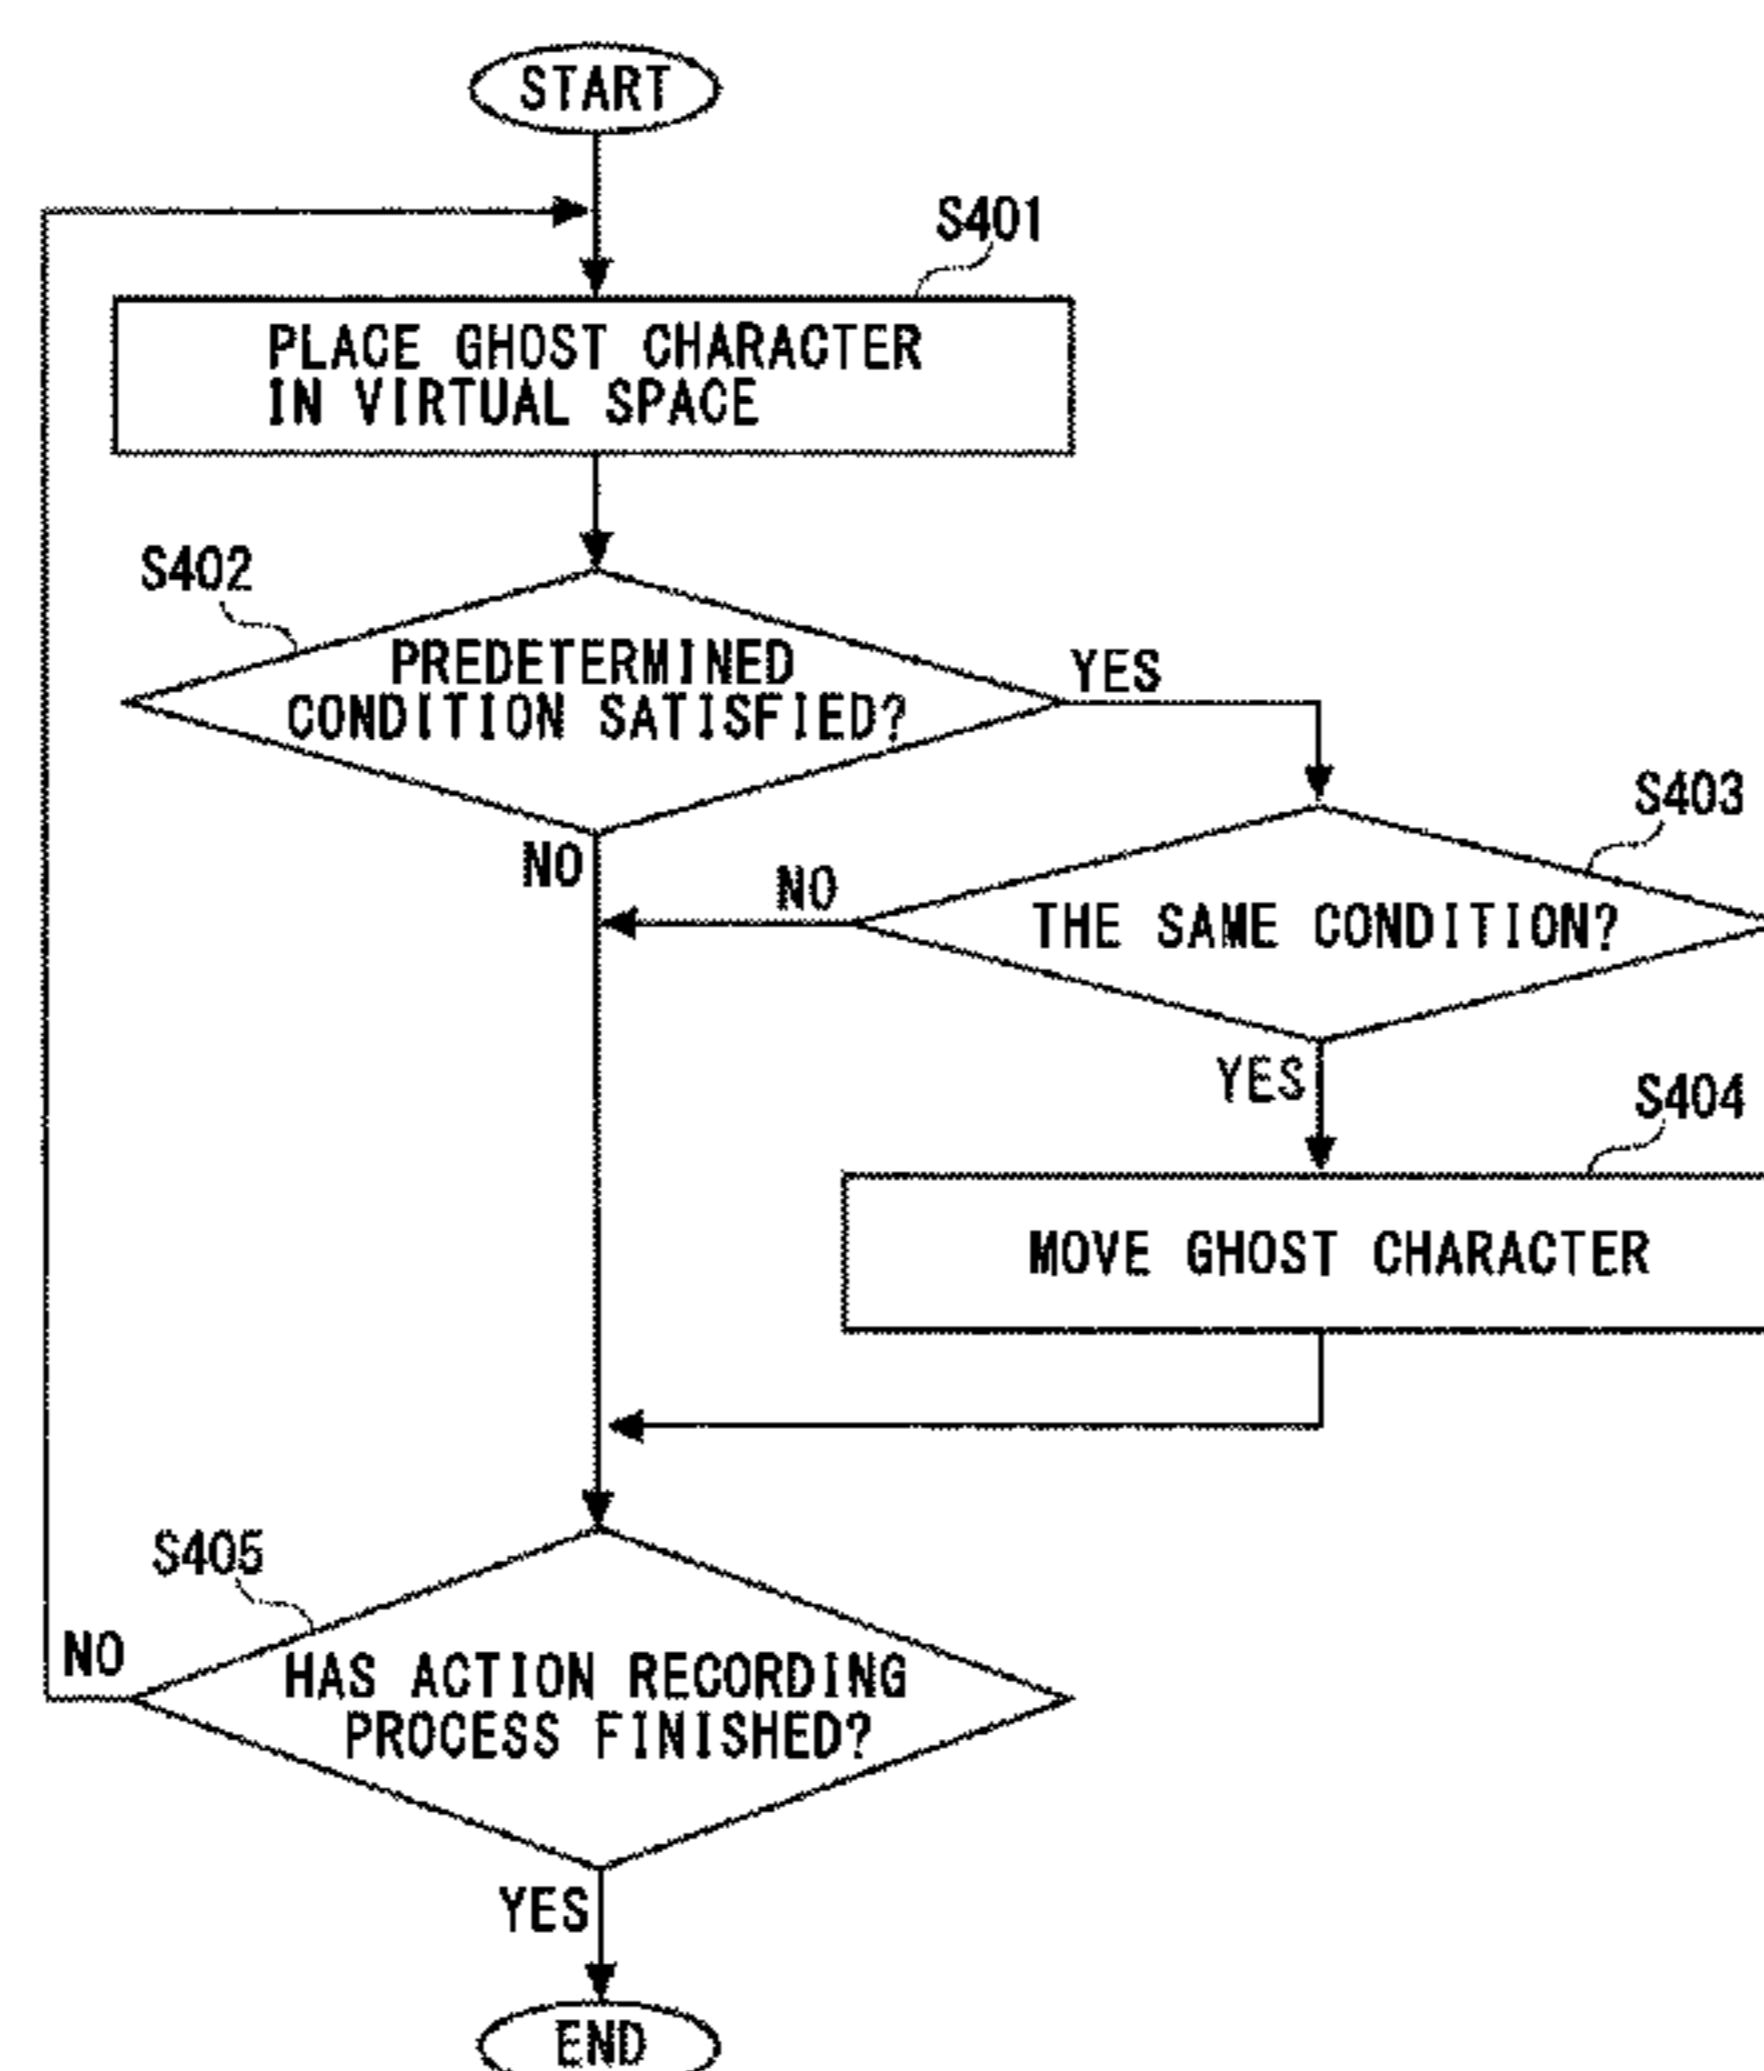 START
S401
PLACE GHOST CHARACTER
IN VIRTUAL SPACE
S402
PREDETERMINED
CONDITION SATISFIED?
YES
NO
S403
NO
THE SAME CONDITION?
YES
S404
MOVE GHOST CHARACTER
S405
NO
HAS ACTION RECORDING
PROCESS FINISHED?
YES
END